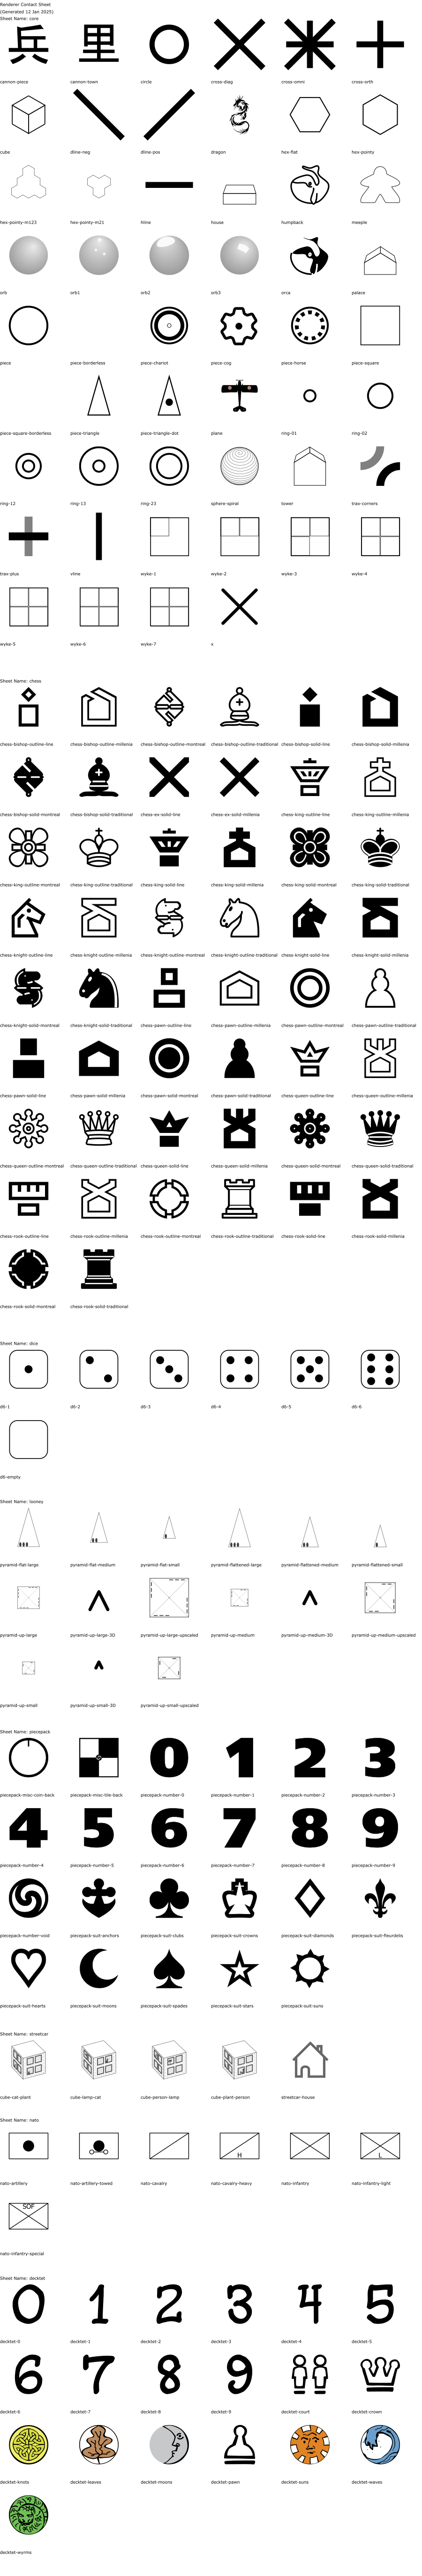 Renderer Contact Sheet
(Generated 12 Jan 2025)
Sheet Name: core
兵 里
cannon-piece cannon-town circle cross-diag cross-omni cross-orth
cube dline-neg dline-pos dragon hex-flat hex-pointy
hex-pointy-m123 hex-pointy-m21 hline house humpback meeple
orb orb1 orb2 orb3 orca palace
piece piece-borderless piece-chariot piece-cog piece-horse piece-square
piece-square-borderless piece-triangle piece-triangle-dot plane ring-01 ring-02
ring-12 ring-13 ring-23 sphere-spiral tower trax-corners
trax-plus vline wyke-1 wyke-2 wyke-3 wyke-4
wyke-5 wyke-6 wyke-7 x
Sheet Name: chess
chess-bishop-outline-line chess-bishop-outline-millenia chess-bishop-outline-montreal chess-bishop-outline-traditional chess-bishop-solid-line chess-bishop-solid-millenia
chess-bishop-solid-montreal chess-bishop-solid-traditional chess-ex-solid-line chess-ex-solid-millenia chess-king-outline-line chess-king-outline-millenia
chess-king-outline-montreal chess-king-outline-traditional chess-king-solid-line chess-king-solid-millenia chess-king-solid-montreal chess-king-solid-traditional
chess-knight-outline-line chess-knight-outline-millenia chess-knight-outline-montreal chess-knight-outline-traditional chess-knight-solid-line chess-knight-solid-millenia
chess-knight-solid-montreal chess-knight-solid-traditional chess-pawn-outline-line chess-pawn-outline-millenia chess-pawn-outline-montreal chess-pawn-outline-traditional
chess-pawn-solid-line chess-pawn-solid-millenia chess-pawn-solid-montreal chess-pawn-solid-traditional chess-queen-outline-line chess-queen-outline-millenia
chess-queen-outline-montreal chess-queen-outline-traditional chess-queen-solid-line chess-queen-solid-millenia chess-queen-solid-montreal chess-queen-solid-traditional
chess-rook-outline-line chess-rook-outline-millenia chess-rook-outline-montreal chess-rook-outline-traditional chess-rook-solid-line chess-rook-solid-millenia
chess-rook-solid-montreal chess-rook-solid-traditional
Sheet Name: dice
d6-1 d6-2 d6-3 d6-4 d6-5 d6-6
d6-empty
Sheet Name: looney
pyramid-flat-large pyramid-flat-medium pyramid-flat-small pyramid-flattened-large pyramid-flattened-medium pyramid-flattened-small
pyramid-up-large pyramid-up-large-3D pyramid-up-large-upscaled pyramid-up-medium pyramid-up-medium-3D pyramid-up-medium-upscaled
pyramid-up-small pyramid-up-small-3D pyramid-up-small-upscaled
Sheet Name: piecepack
0 1 2 3
piecepack-misc-coin-back piecepack-misc-tile-back piecepack-number-0 piecepack-number-1 piecepack-number-2 piecepack-number-3
4 5 6 7 8 9
piecepack-number-4 piecepack-number-5 piecepack-number-6 piecepack-number-7 piecepack-number-8 piecepack-number-9
piecepack-number-void piecepack-suit-anchors piecepack-suit-clubs piecepack-suit-crowns piecepack-suit-diamonds piecepack-suit-fleurdelis
piecepack-suit-hearts piecepack-suit-moons piecepack-suit-spades piecepack-suit-stars piecepack-suit-suns
Sheet Name: streetcar
cube-cat-plant cube-lamp-cat cube-person-lamp cube-plant-person streetcar-house
Sheet Name: nato
H L
nato-artillery nato-artillery-towed nato-cavalry nato-cavalry-heavy nato-infantry nato-infantry-light
SOF
nato-infantry-special
Sheet Name: decktet
0 1 2 3 4 5
decktet-0 decktet-1 decktet-2 decktet-3 decktet-4 decktet-5
6 7 8 9
decktet-6 decktet-7 decktet-8 decktet-9 decktet-court decktet-crown
decktet-knots decktet-leaves decktet-moons decktet-pawn decktet-suns decktet-waves
decktet-wyrms